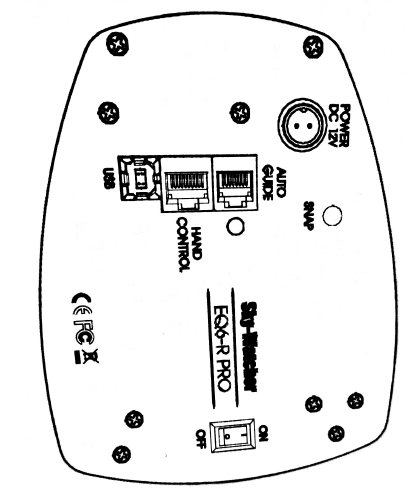 POWER
DC 12V
AUTO
GUIDE
SNAP
USB
HAND
CONTROL
Sky-Watcher
EQ6-R PRO
CE FC
ON
OFF